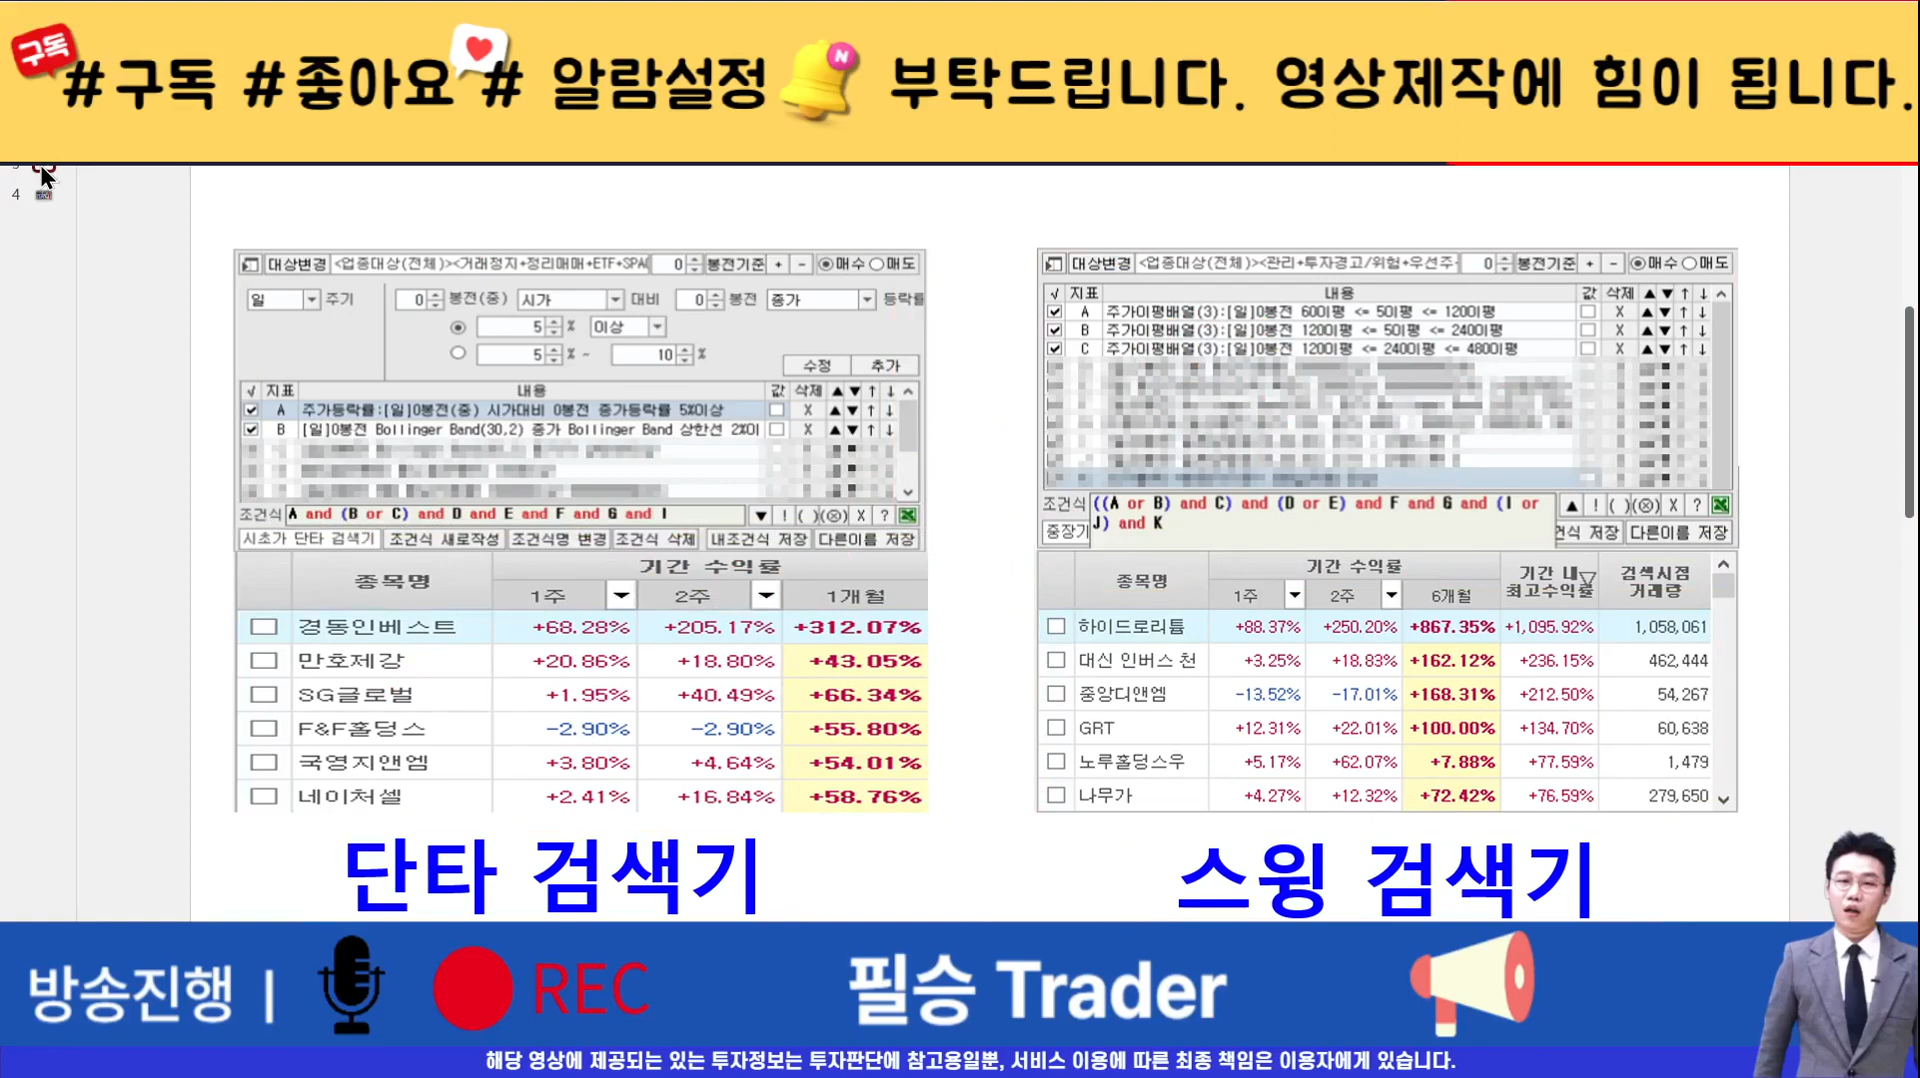 구독
#구독 #좋아요 # 알람설정 N 부탁드립니다. 영상제작에 힘이 됩니다.
4
대상변경 <업종대상(전체)><거래정지+정리매매+ETF+SPA 0 봉전기준 + - 매수 매도
일 주기 0 봉전(중) 시가 대비 0 봉전 종가 등락률
5 % 이상
5 % ~ 10 %
수정 추가
√ 지표 내용 값 삭제 ▲ ▼ ↑ ↓
A 주가등락률:[일]0봉전(중) 시가대비 0봉전 종가등락률 5%이상 X ▲ ▼ ↑ ↓
B [일]0봉전 Bollinger Band(30,2) 종가 Bollinger Band 상한선 2%이 X ▲ ▼ ↑ ↓
조건식 A and (B or C) and D and E and F and G and I ▼ ! ( ) (⊗) X ?
시초가 단타 검색기 조건식 새로작성 조건식명 변경 조건식 삭제 내조건식 저장 다른이름 저장
종목명 기간 수익률
1주 2주 1개월
경동인베스트 +68.28% +205.17% +312.07%
만호제강 +20.86% +18.80% +43.05%
SG글로벌 +1.95% +40.49% +66.34%
F&F홀딩스 -2.90% -2.90% +55.80%
국영지앤엠 +3.80% +4.64% +54.01%
네이처셀 +2.41% +16.84% +58.76%
단타 검색기
대상변경 <업종대상(전체)><관리+투자경고/위험+우선주+ 0 봉전기준 + - 매수 매도
√ 지표 내용 값 삭제 ▲ ▼ ↑ ↓
A 주가이평배열(3):[일]0봉전 60이평 <= 5이평 <= 120이평 X ▲ ▼ ↑ ↓
B 주가이평배열(3):[일]0봉전 120이평 <= 5이평 <= 240이평 X ▲ ▼ ↑ ↓
C 주가이평배열(3):[일]0봉전 120이평 <= 240이평 <= 480이평 X ▲ ▼ ↑ ↓
조건식 ((A or B) and C) and (D or E) and F and G and (I or
J) and K ▲ ! ( ) (⊗) X ?
중장기 건식 저장 다른이름 저장
종목명 기간 수익률 기간 내 최고수익률 검색시점 거래량
1주 2주 6개월
하이드로리튬 +88.37% +250.20% +867.35% +1,095.92% 1,058,061
대신 인버스 천 +3.25% +18.83% +162.12% +236.15% 462,444
중앙디앤엠 -13.52% -17.01% +168.31% +212.50% 54,267
GRT +12.31% +22.01% +100.00% +134.70% 60,638
노루홀딩스우 +5.17% +62.07% +7.88% +77.59% 1,479
나무가 +4.27% +12.32% +72.42% +76.59% 279,650
스윙 검색기
방송진행 | REC 필승 Trader
해당 영상에 제공되는 있는 투자정보는 투자판단에 참고용일뿐, 서비스 이용에 따른 최종 책임은 이용자에게 있습니다.